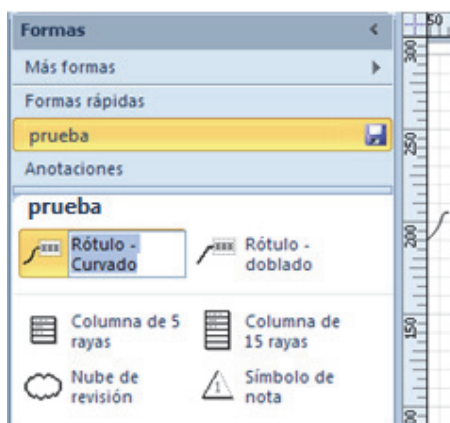 Formas
Más formas
Formas rápidas
prueba
Anotaciones
prueba
Rótulo -
Curvado
Rótulo -
doblado
Columna de 5
rayas
Columna de
15 rayas
Nube de
revisión
1
Símbolo de
nota
50
300
250
200
150